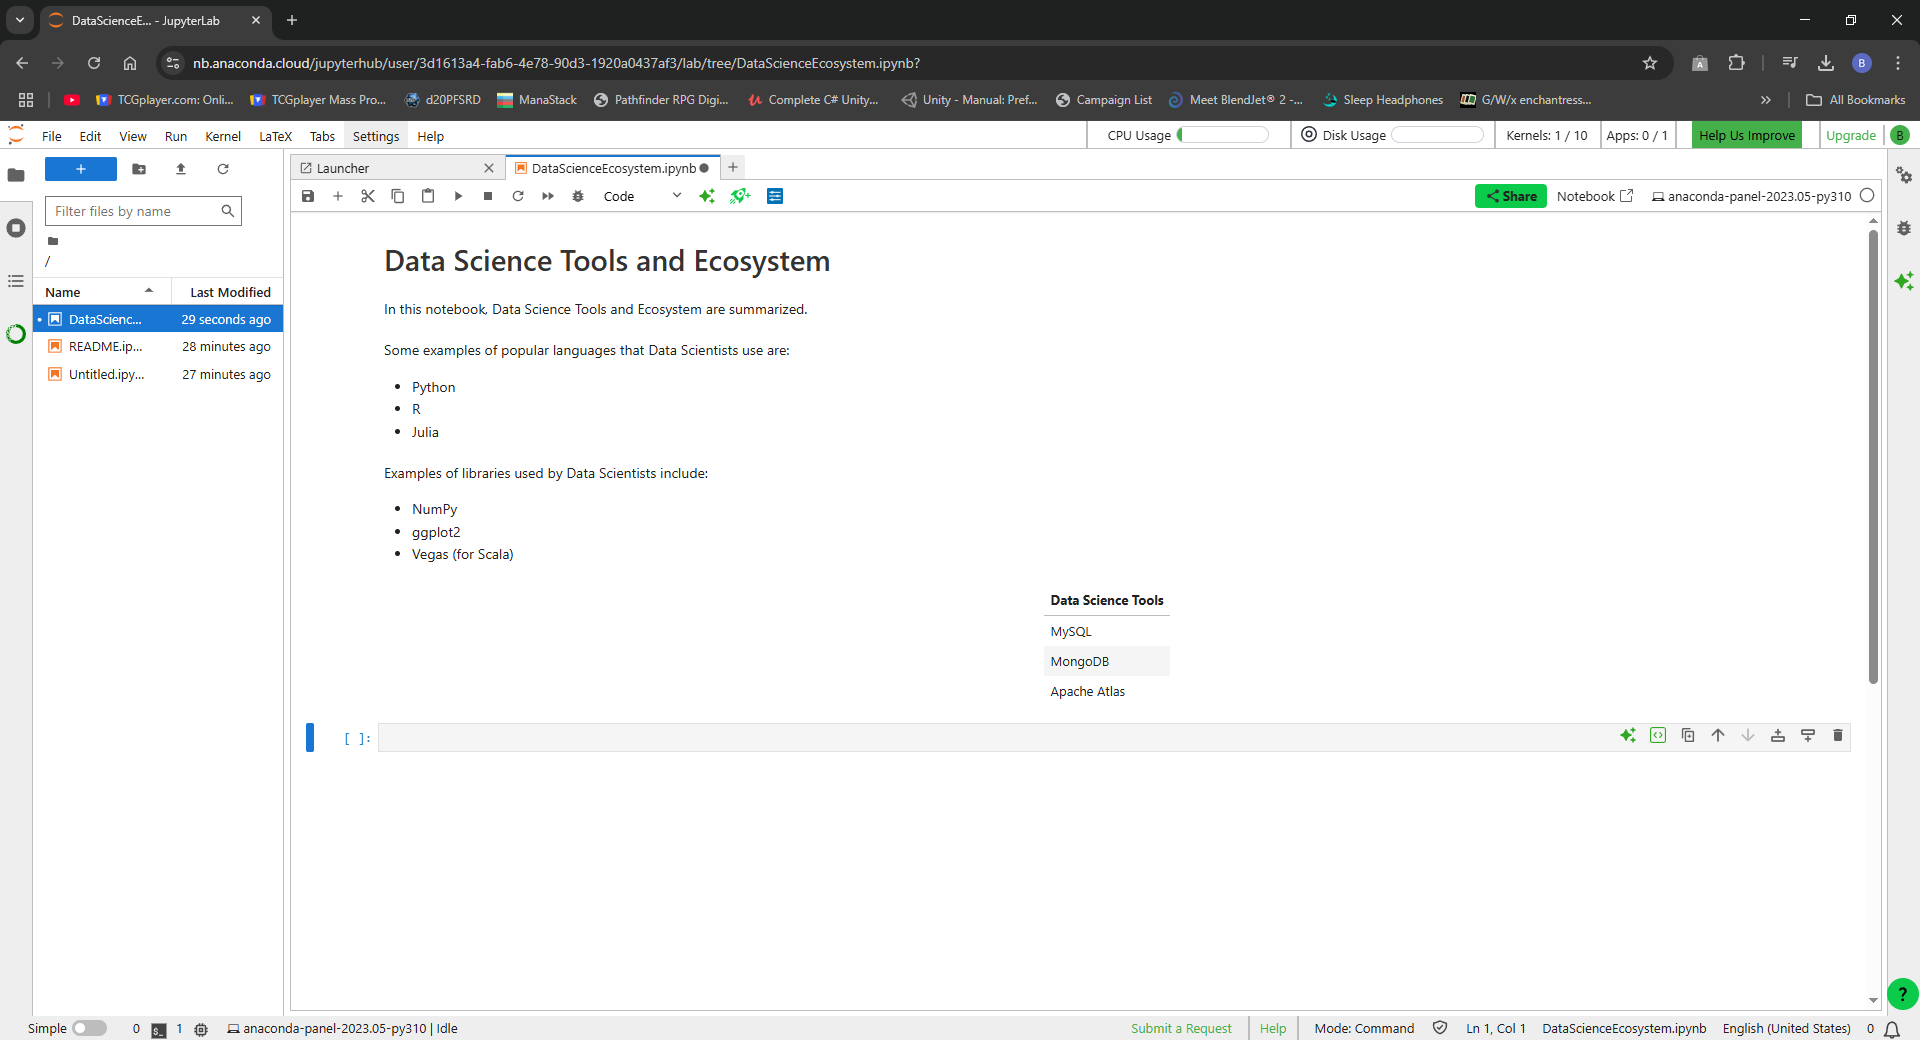 DataScienceE... - JupyterLab
nb.anaconda.cloud/jupyterhub/user/3d1613a4-fab6-4e78-90d3-1920a0437af3/lab/tree/DataScienceEcosystem.ipynb?
B
TCGplayer.com: Onli... TCGplayer Mass Pro... d20PFSRD ManaStack Pathfinder RPG Digi... Complete C# Unity... Unity - Manual: Pref... Campaign List Meet BlendJet® 2 -... Sleep Headphones G/W/x enchantress... All Bookmarks
File Edit View Run Kernel LaTeX Tabs Settings Help CPU Usage Disk Usage Kernels: 1 / 10 Apps: 0 / 1 Help Us Improve Upgrade B
Launcher DataScienceEcosystem.ipynb
Code Share Notebook anaconda-panel-2023.05-py310
Filter files by name
/
Name Last Modified
DataScienc... 29 seconds ago
README.ip... 28 minutes ago
Untitled.ipy... 27 minutes ago
Data Science Tools and Ecosystem
In this notebook, Data Science Tools and Ecosystem are summarized.
Some examples of popular languages that Data Scientists use are:
• Python
• R
• Julia
Examples of libraries used by Data Scientists include:
• NumPy
• ggplot2
• Vegas (for Scala)
Data Science Tools
MySQL
MongoDB
Apache Atlas
[ ]:
?
Simple 0 1 anaconda-panel-2023.05-py310 | Idle Submit a Request Help Mode: Command Ln 1, Col 1 DataScienceEcosystem.ipynb English (United States) 0